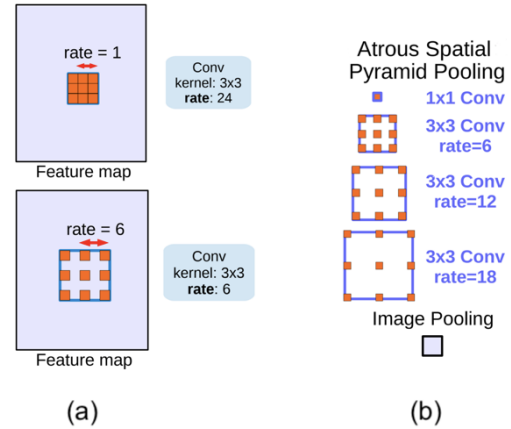 rate = 1
Conv
kernel: 3x3
rate: 24
Feature map
rate = 6
Conv
kernel: 3x3
rate: 6
Feature map
(a)
Atrous Spatial
Pyramid Pooling
1x1 Conv
3x3 Conv
rate=6
3x3 Conv
rate=12
3x3 Conv
rate=18
Image Pooling
(b)